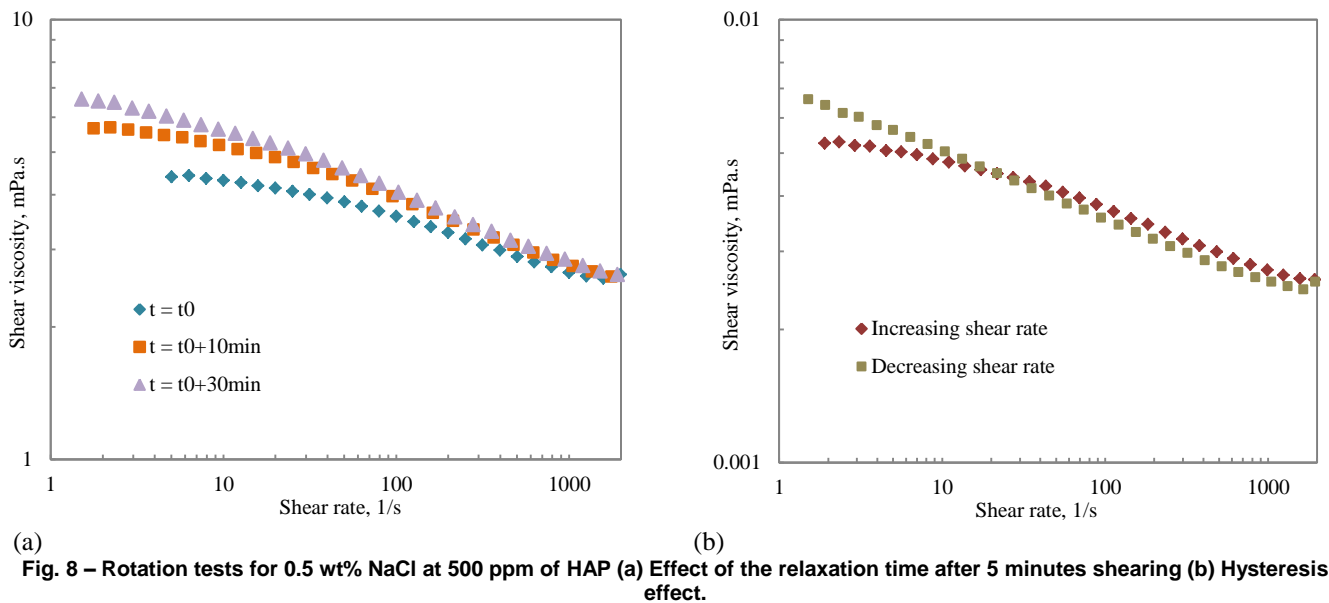 10
Shear viscosity, mPa.s
t = t0
t = t0+10min
t = t0+30min
1
1 10 100 1000
Shear rate, 1/s
(a)
0.01
Shear viscosity, mPa.s
Increasing shear rate
Decreasing shear rate
0.001
1 10 100 1000
Shear rate, 1/s
(b)
Fig. 8 – Rotation tests for 0.5 wt% NaCl at 500 ppm of HAP (a) Effect of the relaxation time after 5 minutes shearing (b) Hysteresis
effect.